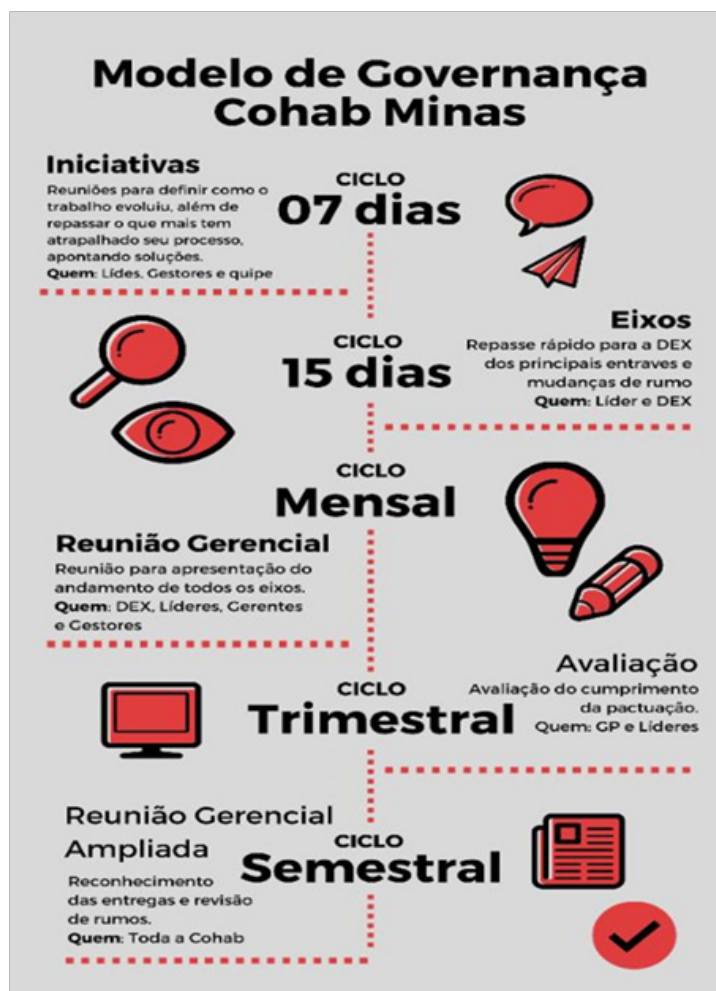 Modelo de Governança
Cohab Minas
Iniciativas
Reuniões para definir como o
trabalho evoluiu, além de
repassar o que mais tem
atrapalhado seu processo,
apontando soluções.
Quem: Lídes, Gestores e quipe
CICLO
07 dias
CICLO
15 dias
Eixos
Repasse rápido para a DEX
dos principais entraves e
mudanças de rumo
Quem: Líder e DEX
CICLO
Mensal
Reunião Gerencial
Reunião para apresentação do
andamento de todos os eixos.
Quem: DEX, Líderes, Gerentes
e Gestores
CICLO
Trimestral
Avaliação
Avaliação do cumprimento
da pactuação.
Quem: GP e Líderes
Reunião Gerencial
Ampliada
CICLO
Semestral
Reconhecimento
das entregas e revisão
de rumos.
Quem: Toda a Cohab